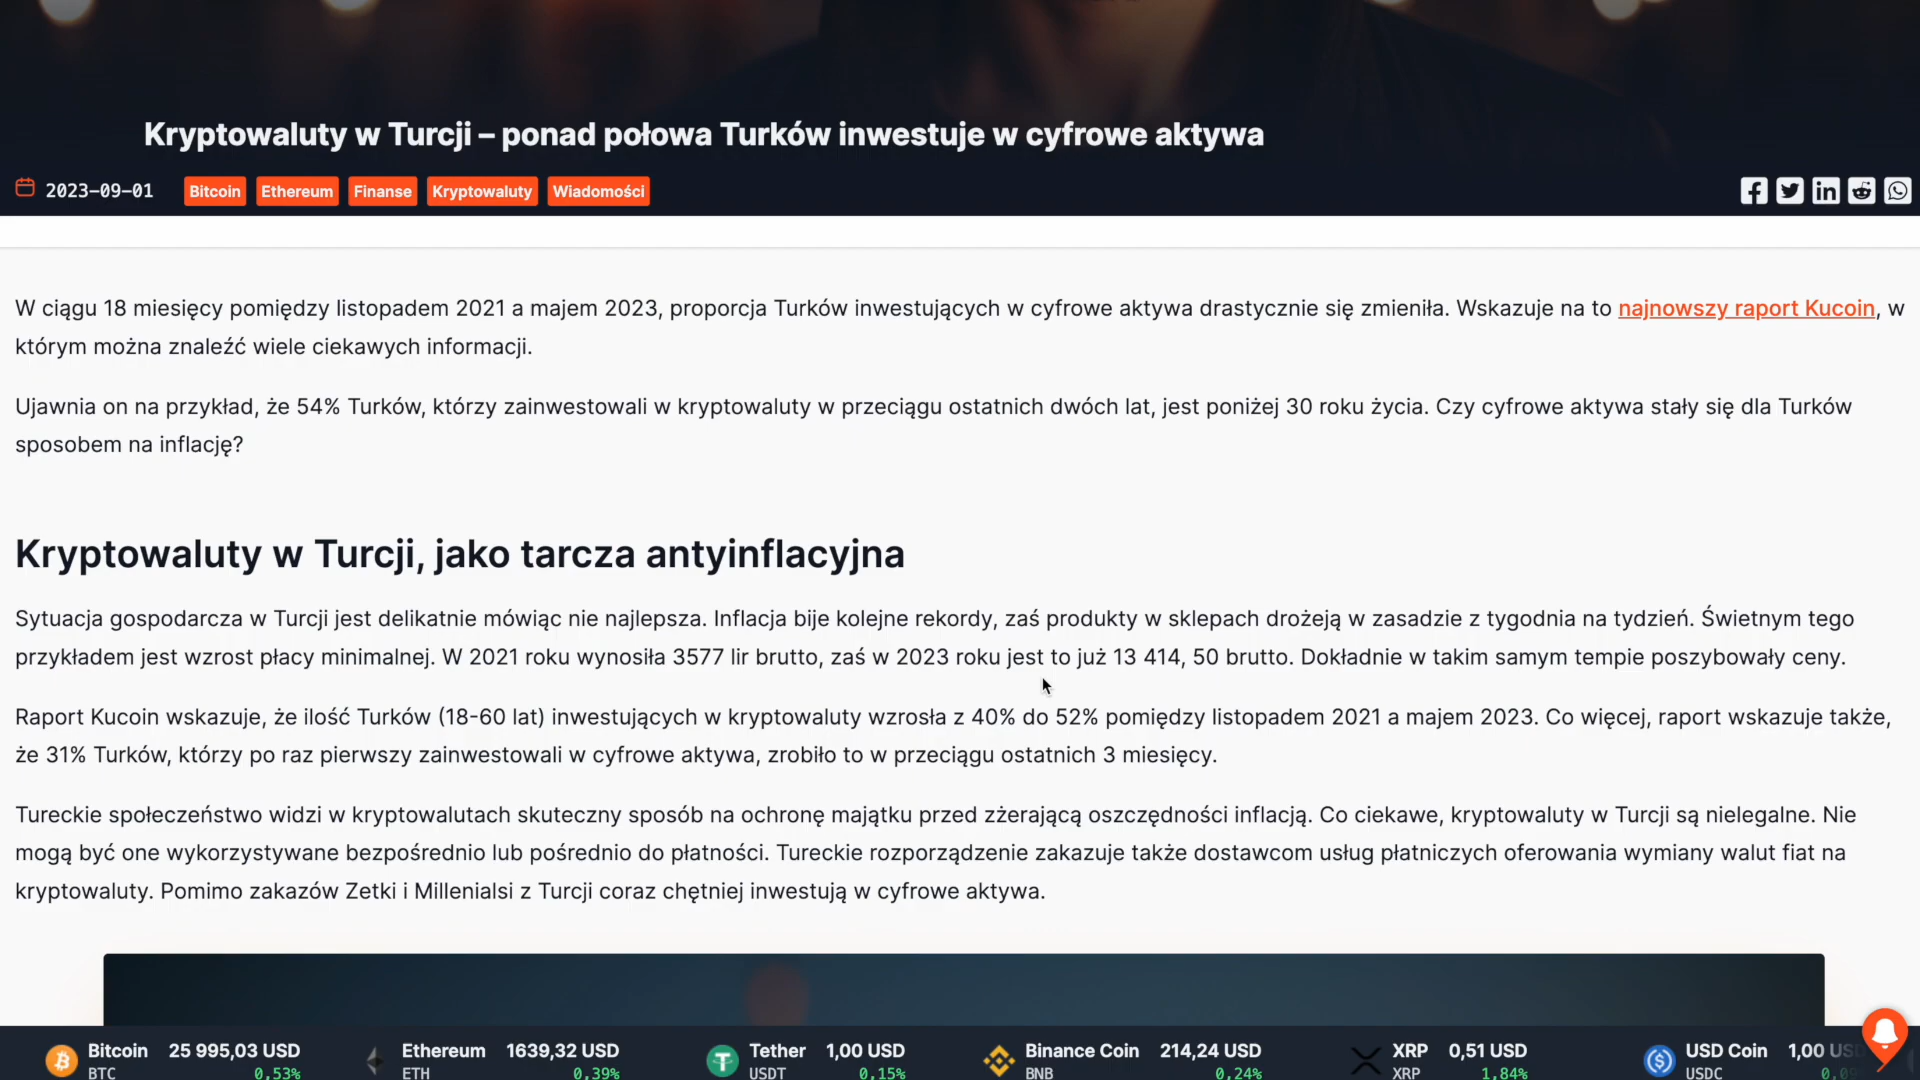 Kryptowaluty w Turcji – ponad połowa Turków inwestuje w cyfrowe aktywa
2023-09-01 Bitcoin Ethereum Finanse Kryptowaluty Wiadomości
W ciągu 18 miesięcy pomiędzy listopadem 2021 a majem 2023, proporcja Turków inwestujących w cyfrowe aktywa drastycznie się zmieniła. Wskazuje na to najnowszy raport Kucoin, w
którym można znaleźć wiele ciekawych informacji.
Ujawnia on na przykład, że 54% Turków, którzy zainwestowali w kryptowaluty w przeciągu ostatnich dwóch lat, jest poniżej 30 roku życia. Czy cyfrowe aktywa stały się dla Turków
sposobem na inflację?
Kryptowaluty w Turcji, jako tarcza antyinflacyjna
Sytuacja gospodarcza w Turcji jest delikatnie mówiąc nie najlepsza. Inflacja bije kolejne rekordy, zaś produkty w sklepach drożeją w zasadzie z tygodnia na tydzień. Świetnym tego
przykładem jest wzrost płacy minimalnej. W 2021 roku wynosiła 3577 lir brutto, zaś w 2023 roku jest to już 13 414, 50 brutto. Dokładnie w takim samym tempie poszybowały ceny.
Raport Kucoin wskazuje, że ilość Turków (18-60 lat) inwestujących w kryptowaluty wzrosła z 40% do 52% pomiędzy listopadem 2021 a majem 2023. Co więcej, raport wskazuje także,
że 31% Turków, którzy po raz pierwszy zainwestowali w cyfrowe aktywa, zrobiło to w przeciągu ostatnich 3 miesięcy.
Tureckie społeczeństwo widzi w kryptowalutach skuteczny sposób na ochronę majątku przed zżerającą oszczędności inflacją. Co ciekawe, kryptowaluty w Turcji są nielegalne. Nie
mogą być one wykorzystywane bezpośrednio lub pośrednio do płatności. Tureckie rozporządzenie zakazuje także dostawcom usług płatniczych oferowania wymiany walut fiat na
kryptowaluty. Pomimo zakazów Zetki i Millenialsi z Turcji coraz chętniej inwestują w cyfrowe aktywa.
Bitcoin 25 995,03 USD Ethereum 1639,32 USD Tether 1,00 USD Binance Coin 214,24 USD XRP 0,51 USD USD Coin 1,00 USD
BTC 0,53% ETH 0,39% USDT 0,15% BNB 0,24% XRP 1,84% USDC